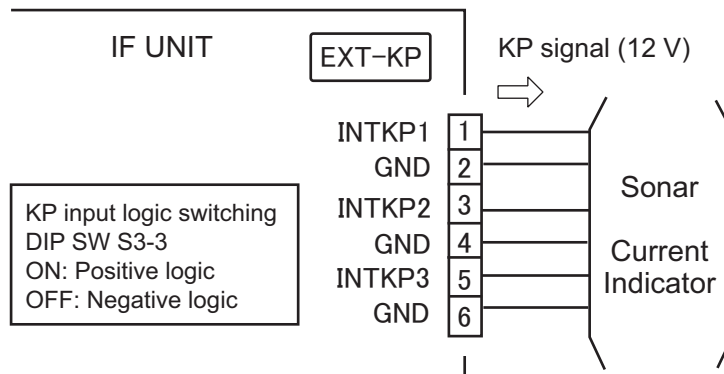 IF UNIT
EXT-KP
KP signal (12 V)
INTKP1 1
GND 2
INTKP2 3
GND 4
INTKP3 5
GND 6
Sonar
Current
Indicator
KP input logic switching
DIP SW S3-3
ON: Positive logic
OFF: Negative logic